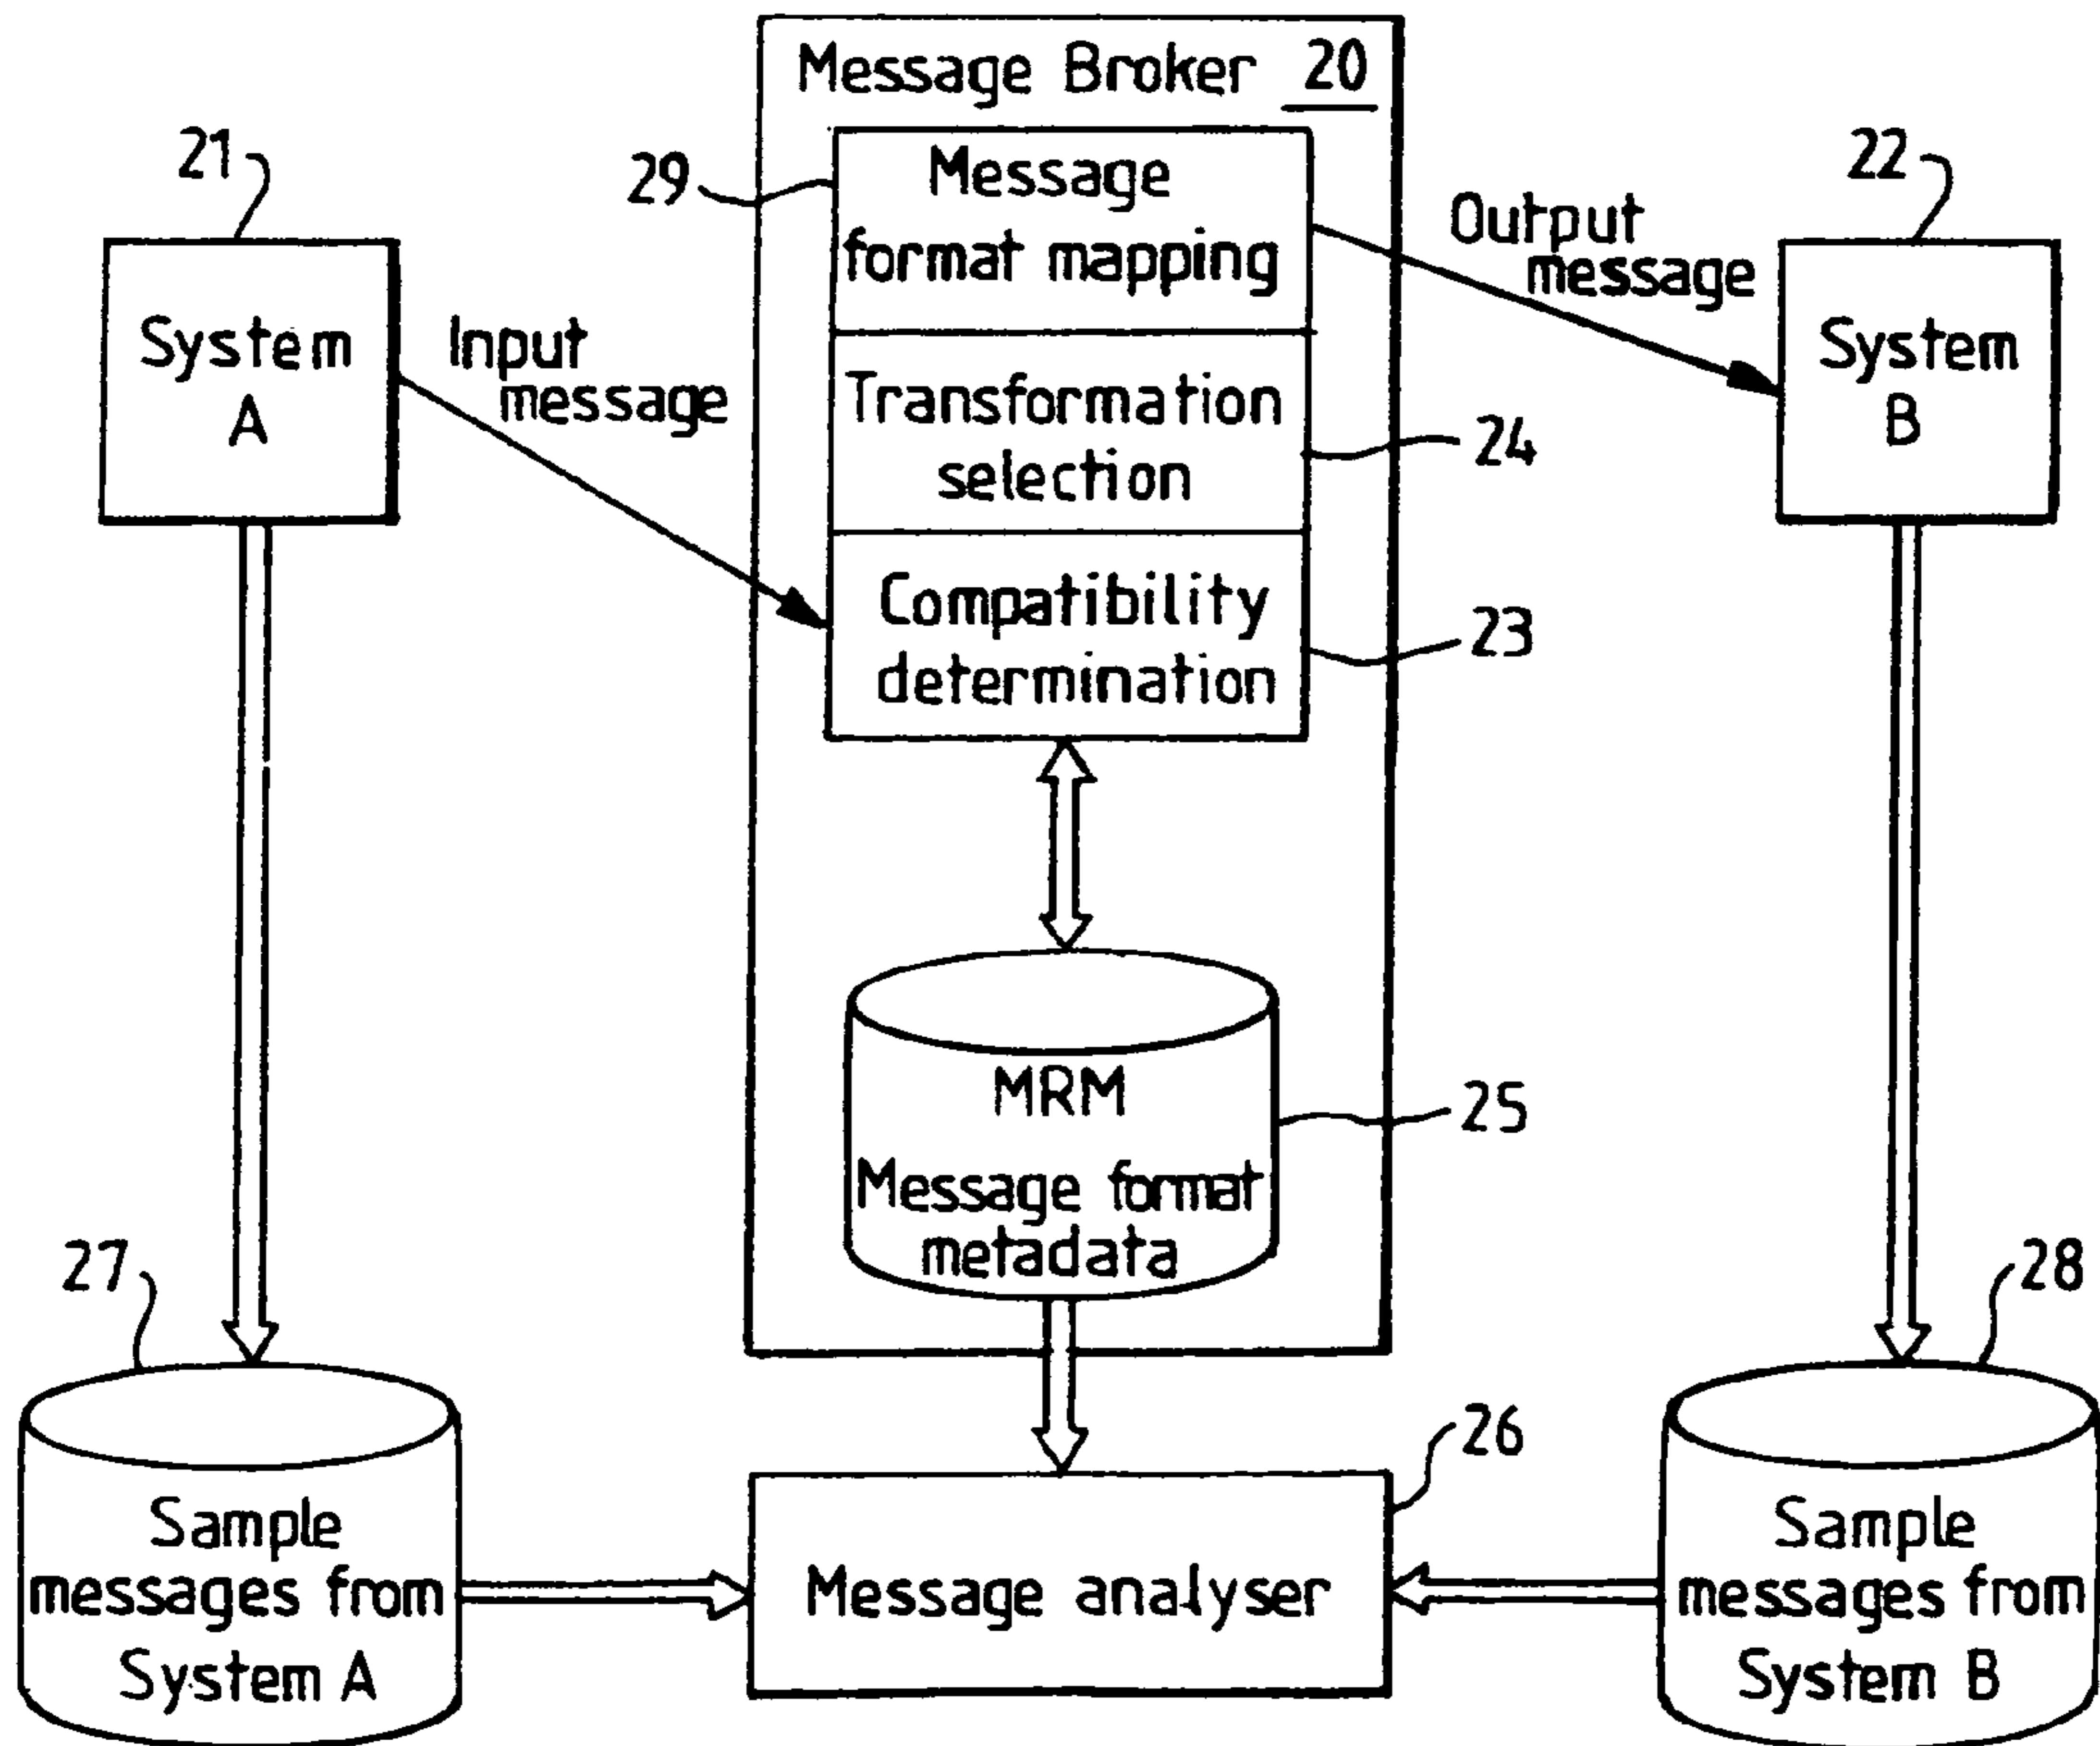 Message Broker 20
21
29
Message
format mapping
22
Output
message
System
A
Input
message
System
B
Transformation
selection
24
Compatibility
determination
23
MRM
Message format
metadata
25
27
28
Sample
messages from
System A
Message analyser
26
Sample
messages from
System B